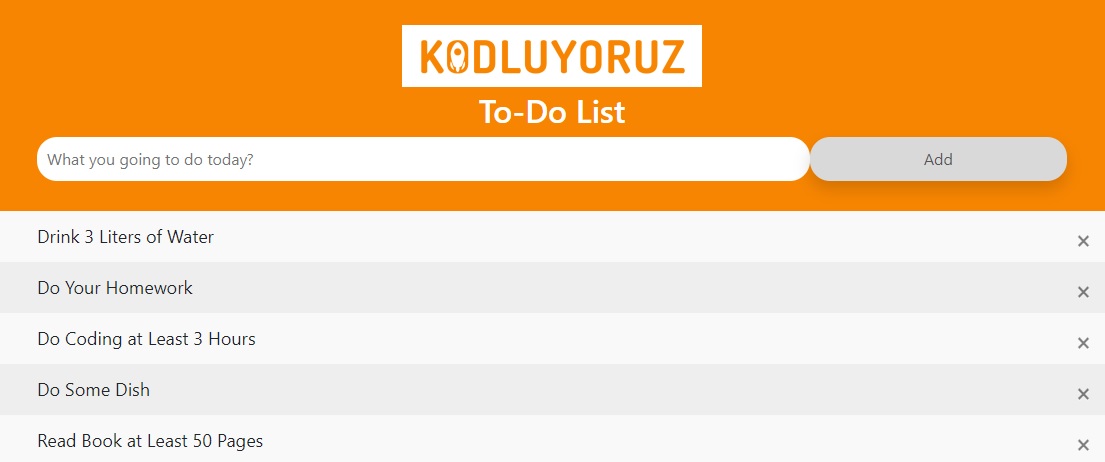 KODLUYORUZ
To-Do List
What you going to do today?
Add
Drink 3 Liters of Water
×
Do Your Homework
×
Do Coding at Least 3 Hours
×
Do Some Dish
×
Read Book at Least 50 Pages
×